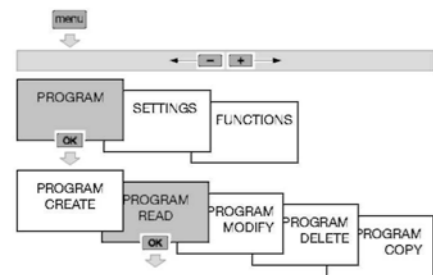 menu
- +
PROGRAM
SETTINGS
FUNCTIONS
OK
PROGRAM
CREATE
PROGRAM
READ
PROGRAM
MODIFY
PROGRAM
DELETE
PROGRAM
COPY
OK